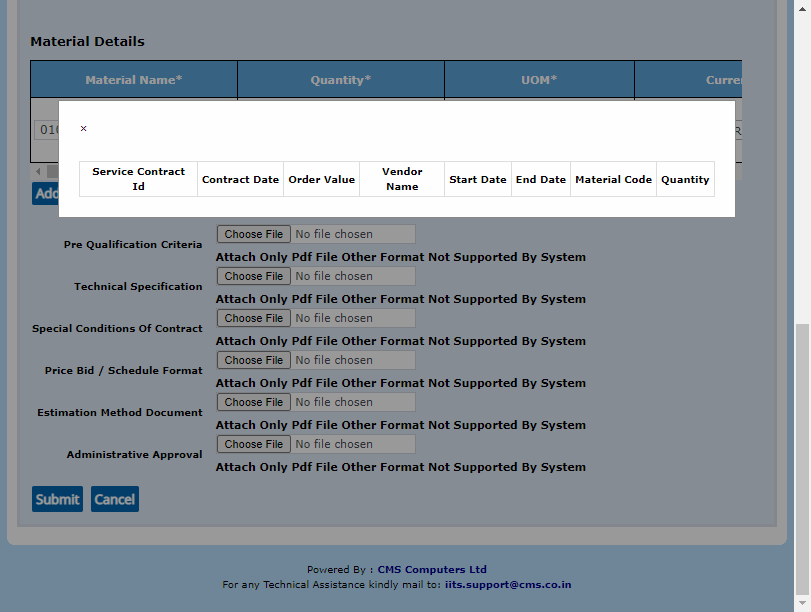 Material Details
Material Name* Quantity* UOM*
×
Service Contract Id Contract Date Order Value Vendor Name Start Date End Date Material Code Quantity
Pre Qualification Criteria Choose File No file chosen
Attach Only Pdf File Other Format Not Supported By System
Technical Specification Choose File No file chosen
Attach Only Pdf File Other Format Not Supported By System
Special Conditions Of Contract Choose File No file chosen
Attach Only Pdf File Other Format Not Supported By System
Price Bid / Schedule Format Choose File No file chosen
Attach Only Pdf File Other Format Not Supported By System
Estimation Method Document Choose File No file chosen
Attach Only Pdf File Other Format Not Supported By System
Administrative Approval Choose File No file chosen
Attach Only Pdf File Other Format Not Supported By System
Submit Cancel
Powered By : CMS Computers Ltd
For any Technical Assistance kindly mail to: iits.support@cms.co.in